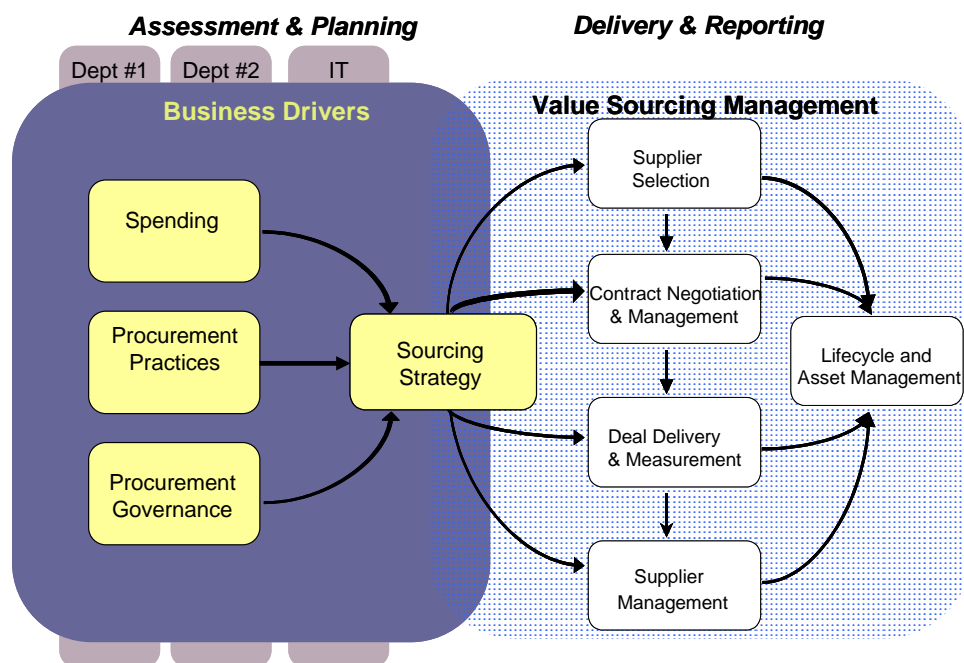 Assessment & Planning
Delivery & Reporting
Dept #1
Dept #2
IT
Business Drivers
Value Sourcing Management
Spending
Procurement
Practices
Procurement
Governance
Sourcing
Strategy
Supplier
Selection
Contract Negotiation
& Management
Deal Delivery
& Measurement
Supplier
Management
Lifecycle and
Asset Management